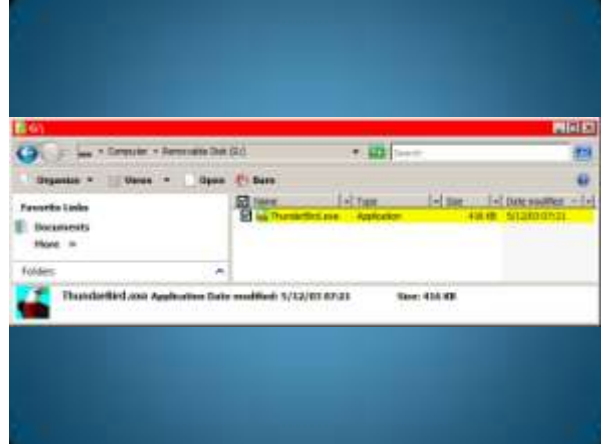 G:\
Computer Removable Disk (G:) Search
Organize Views Open Burn
Favorite Links
Documents
More »
Folders
Name Type Size Date modified
ThunderBird.exe Application 416 KB 5/12/03 07:21
ThunderBird.exe Application Date modified: 5/12/03 07:21 Size: 416 KB